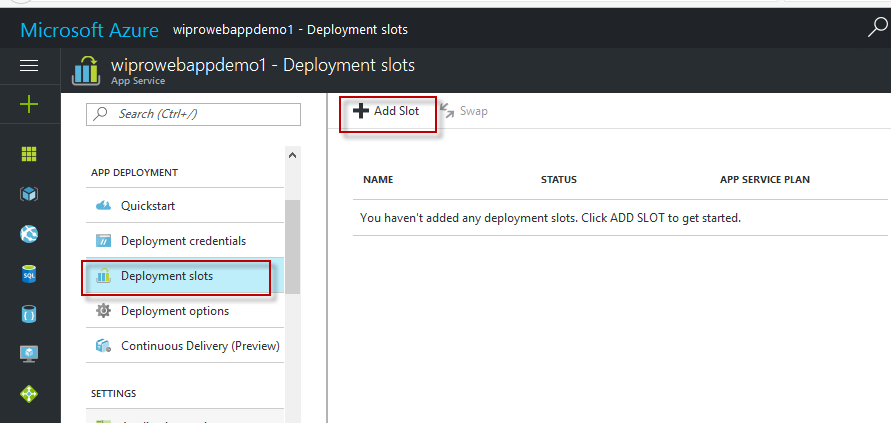 Microsoft Azure wiprowebappdemo1 - Deployment slots
wiprowebappdemo1 - Deployment slots
App Service
Search (Ctrl+/)
APP DEPLOYMENT
Quickstart
Deployment credentials
Deployment slots
Deployment options
Continuous Delivery (Preview)
SETTINGS
Add Slot
Swap
NAME STATUS APP SERVICE PLAN
You haven't added any deployment slots. Click ADD SLOT to get started.
SQL